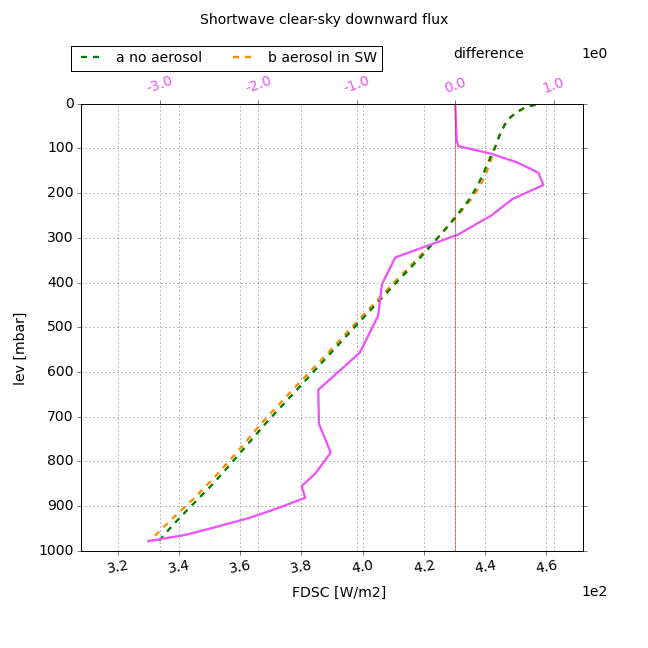 Shortwave clear-sky downward flux
a no aerosol b aerosol in SW difference 1e0
-3.0 -2.0 -1.0 0.0 1.0
0
100
200
300
400
500
600
700
800
900
1000
lev [mbar]
3.2 3.4 3.6 3.8 4.0 4.2 4.4 4.6
FDSC [W/m2] 1e2